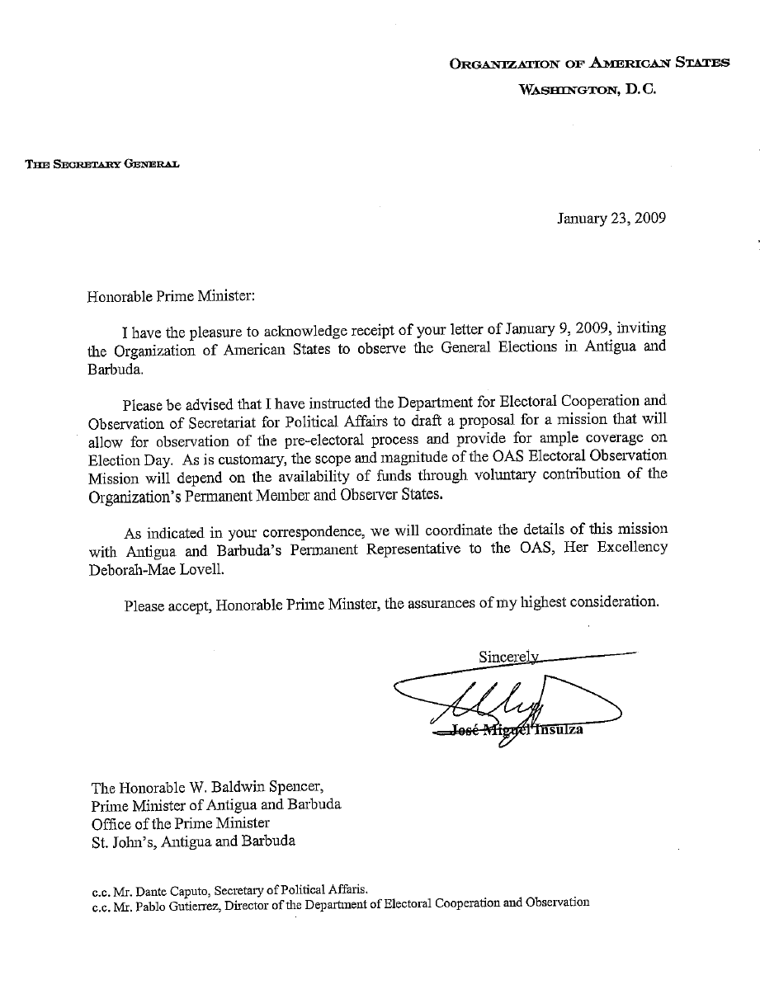 ORGANIZATION OF AMERICAN STATES
WASHINGTON, D.C.
THE SECRETARY GENERAL
January 23, 2009
Honorable Prime Minister:
I have the pleasure to acknowledge receipt of your letter of January 9, 2009, inviting
the Organization of American States to observe the General Elections in Antigua and
Barbuda.
Please be advised that I have instructed the Department for Electoral Cooperation and
Observation of Secretariat for Political Affairs to draft a proposal for a mission that will
allow for observation of the pre-electoral process and provide for ample coverage on
Election Day. As is customary, the scope and magnitude of the OAS Electoral Observation
Mission will depend on the availability of funds through voluntary contribution of the
Organization's Permanent Member and Observer States.
As indicated in your correspondence, we will coordinate the details of this mission
with Antigua and Barbuda's Permanent Representative to the OAS, Her Excellency
Deborah-Mae Lovell.
Please accept, Honorable Prime Minster, the assurances of my highest consideration.
Sincerely
José Miguel Insulza
The Honorable W. Baldwin Spencer,
Prime Minister of Antigua and Barbuda
Office of the Prime Minister
St. John's, Antigua and Barbuda
c.c. Mr. Dante Caputo, Secretary of Political Affaris.
c.c. Mr. Pablo Gutierrez, Director of the Department of Electoral Cooperation and Observation